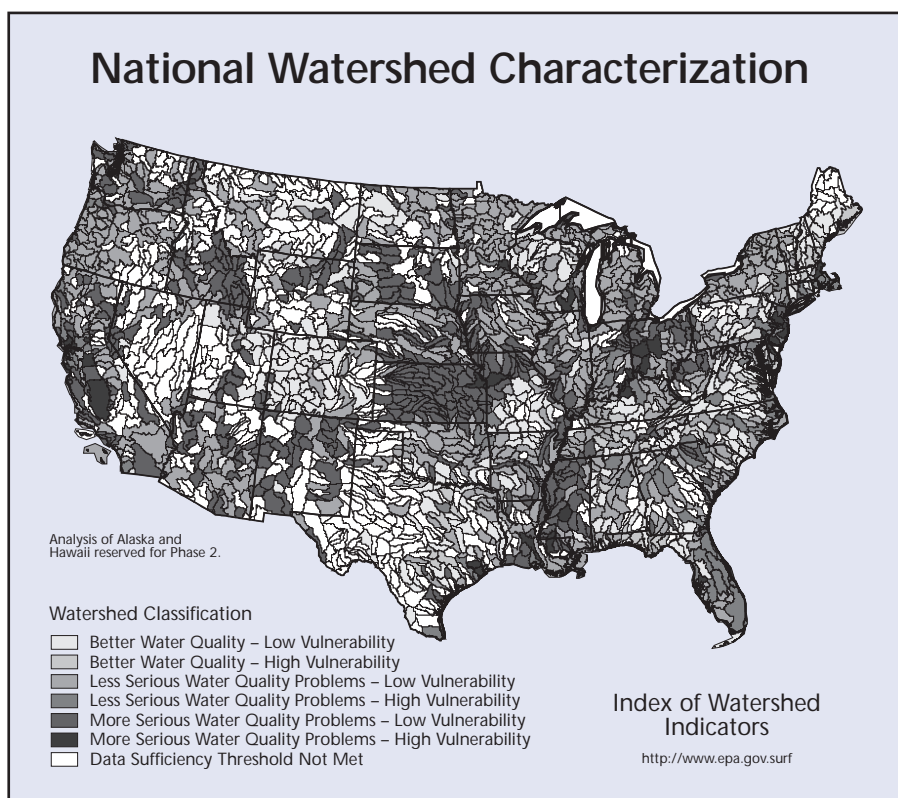 National Watershed Characterization
Analysis of Alaska and
Hawaii reserved for Phase 2.
Watershed Classification
Better Water Quality – Low Vulnerability
Better Water Quality – High Vulnerability
Less Serious Water Quality Problems – Low Vulnerability
Less Serious Water Quality Problems – High Vulnerability
More Serious Water Quality Problems – Low Vulnerability
More Serious Water Quality Problems – High Vulnerability
Data Sufficiency Threshold Not Met
Index of Watershed
Indicators
http://www.epa.gov.surf